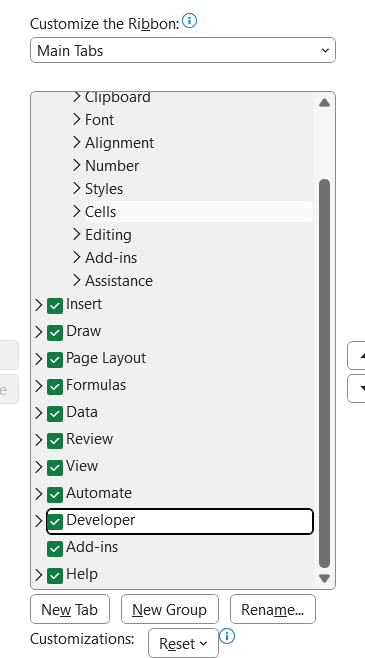 Customize the Ribbon:
Main Tabs
Clipboard
Font
Alignment
Number
Styles
Cells
Editing
Add-ins
Assistance
Insert
Draw
Page Layout
Formulas
Data
Review
View
Automate
Developer
Add-ins
Help
New Tab New Group Rename...
Customizations: Reset